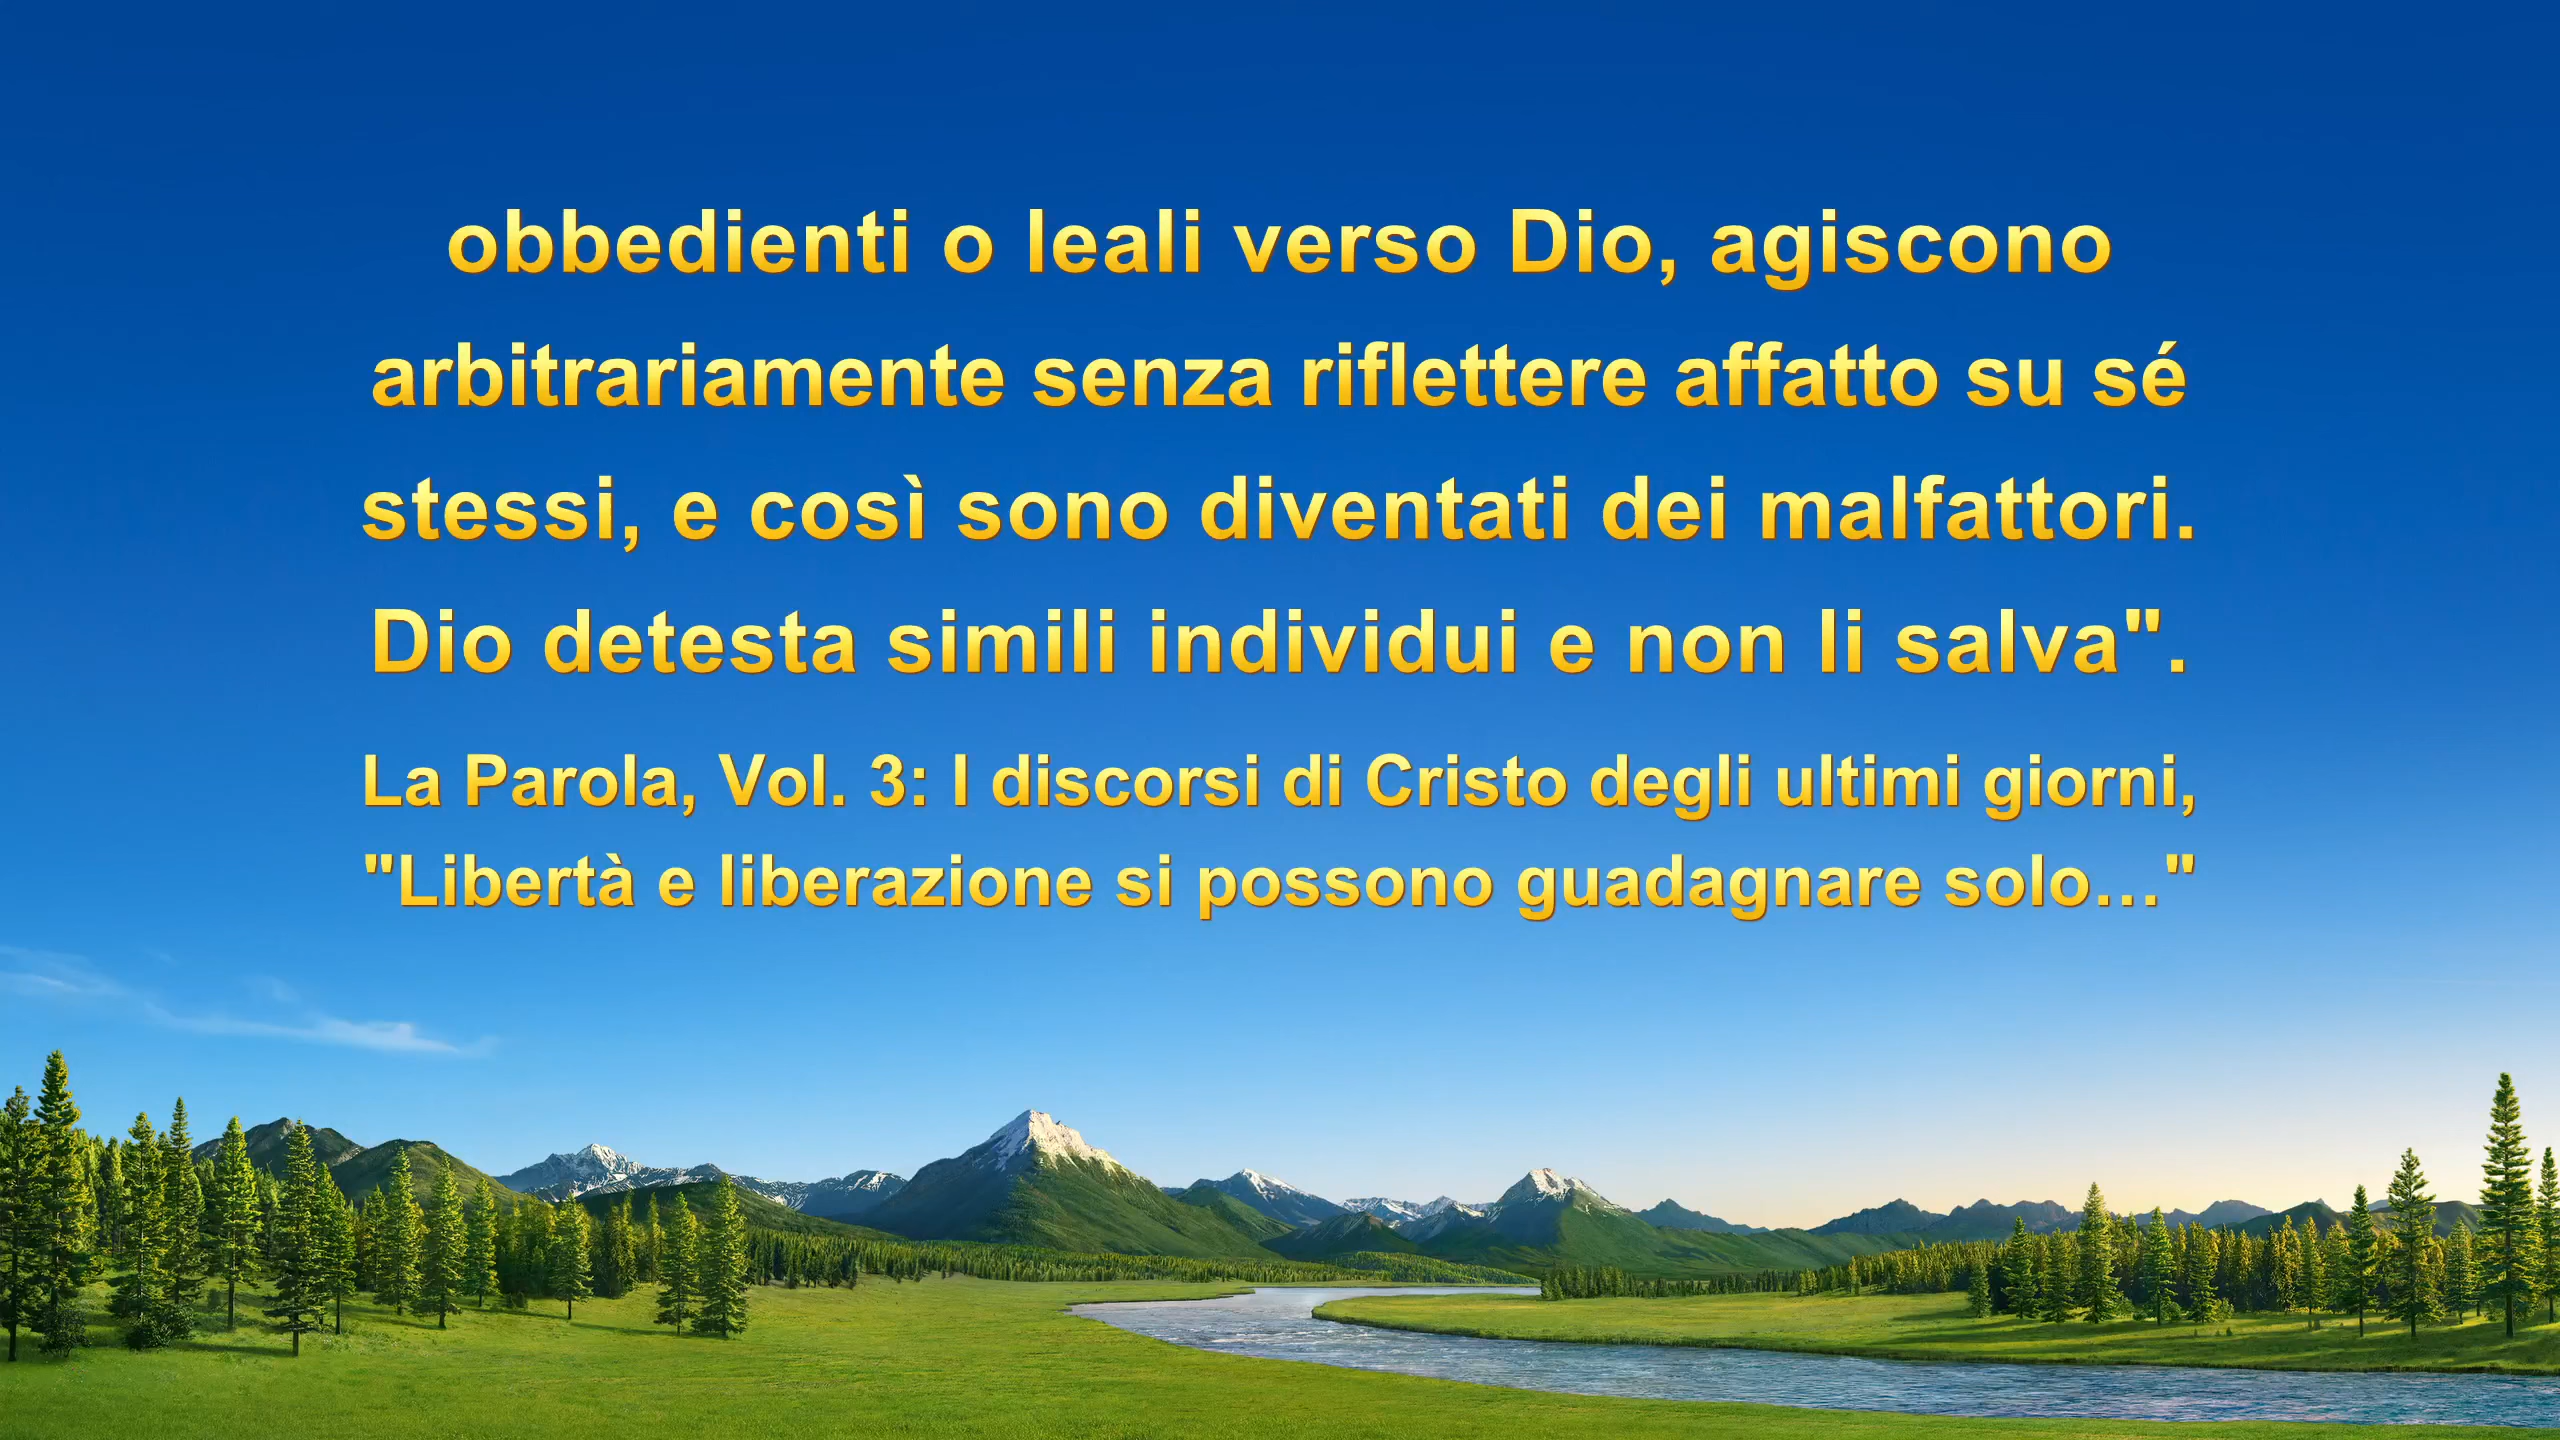 obbedienti o leali verso Dio, agiscono
arbitrariamente senza riflettere affatto su sé
stessi, e così sono diventati dei malfattori.
Dio detesta simili individui e non li salva".
La Parola, Vol. 3: I discorsi di Cristo degli ultimi giorni,
"Libertà e liberazione si possono guadagnare solo…"